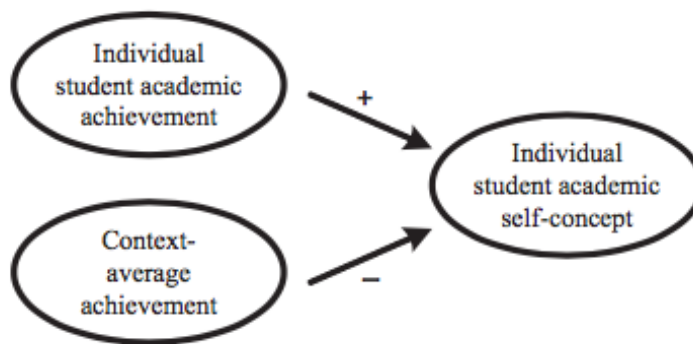 Individual
student academic
achievement
+
Individual
student academic
self-concept
Context-
average
achievement
–